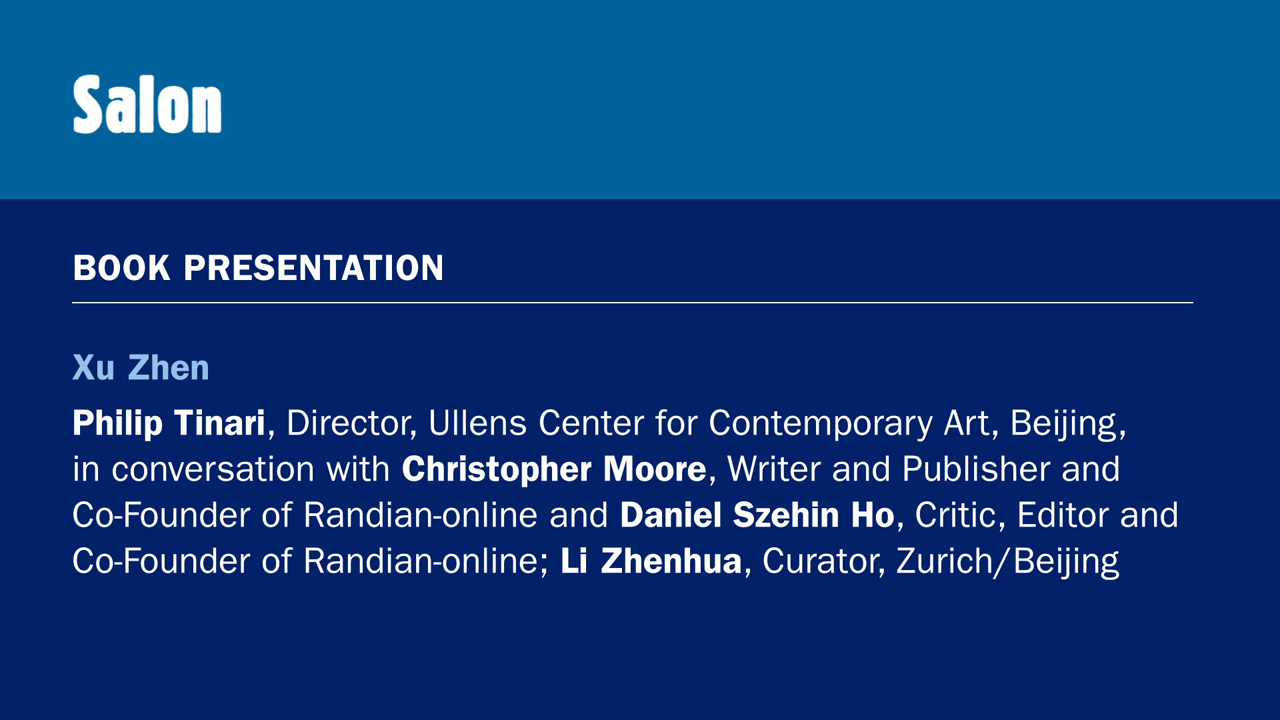 Salon
BOOK PRESENTATION
Xu Zhen
Philip Tinari, Director, Ullens Center for Contemporary Art, Beijing,
in conversation with Christopher Moore, Writer and Publisher and
Co-Founder of Randian-online and Daniel Szehin Ho, Critic, Editor and
Co-Founder of Randian-online; Li Zhenhua, Curator, Zurich/Beijing